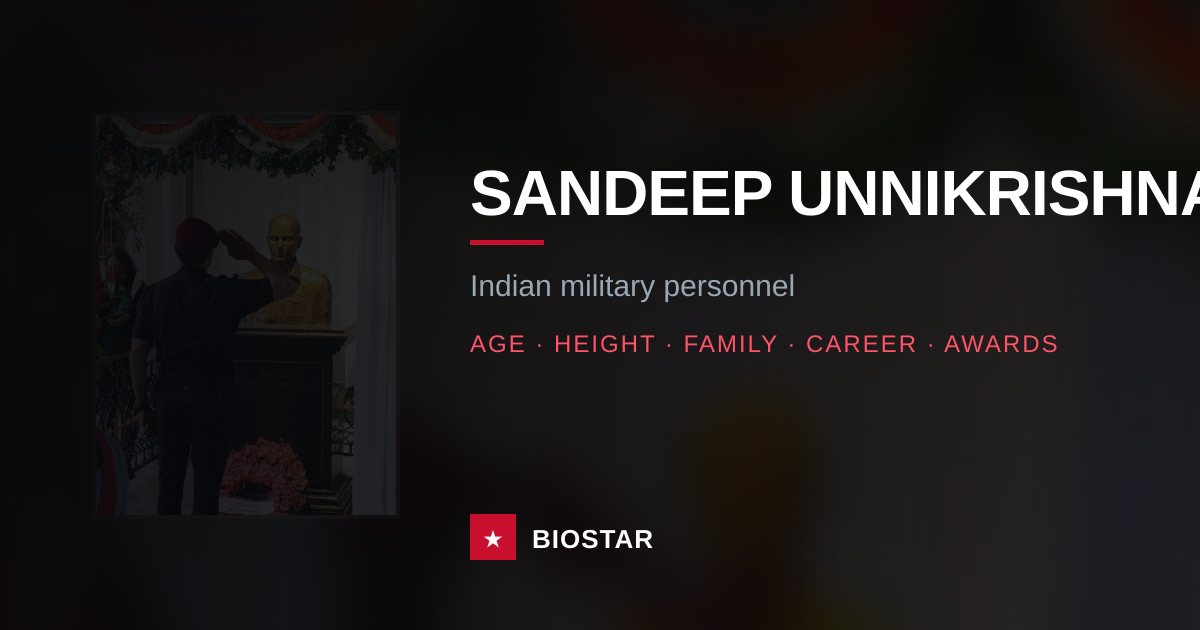 SANDEEP UNNIKRISHNA
Indian military personnel
AGE · HEIGHT · FAMILY · CAREER · AWARDS
★ BIOSTAR